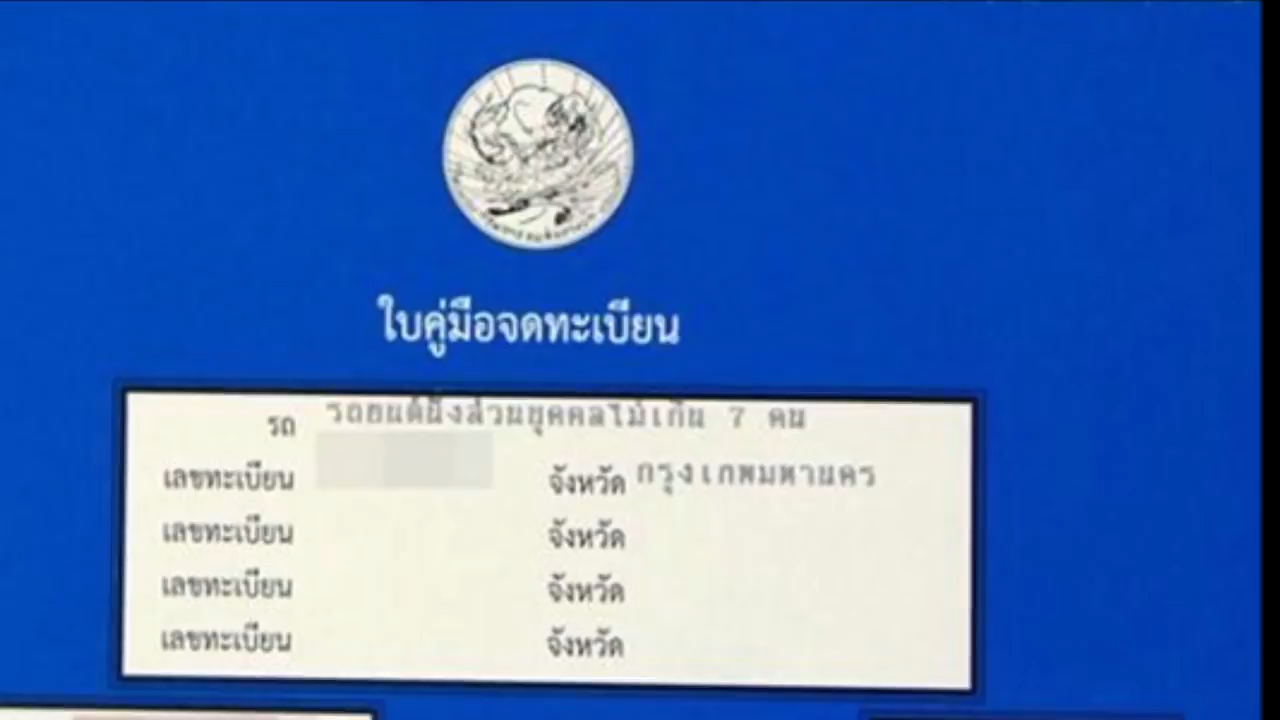 ใบคู่มือจดทะเบียน
รถ รถยนต์นั่งส่วนบุคคลไม่เกิน 7 คน
เลขทะเบียน จังหวัด กรุงเทพมหานคร
เลขทะเบียน จังหวัด
เลขทะเบียน จังหวัด
เลขทะเบียน จังหวัด